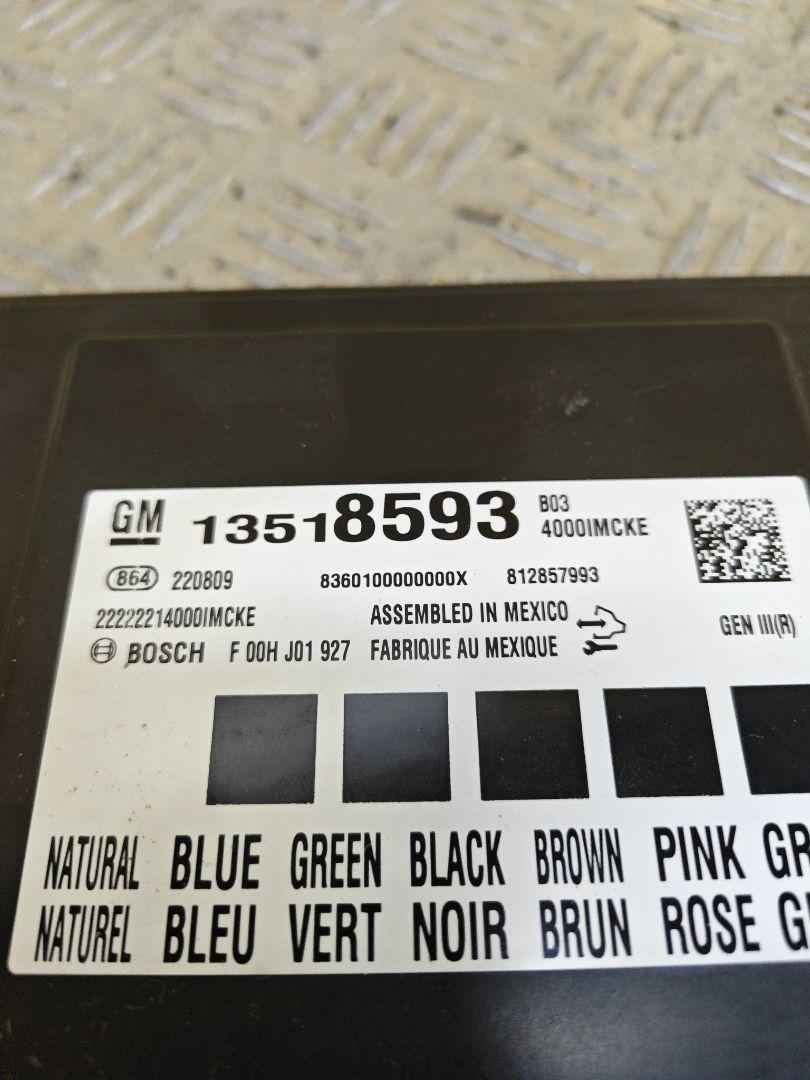 GM 13518593 B03
4000IMCKE
864 220809 8360100000000X 812857993
22222214000IMCKE ASSEMBLED IN MEXICO
GEN III(R)
BOSCH F 00H J01 927 FABRIQUE AU MEXIQUE
NATURAL BLUE GREEN BLACK BROWN PINK GR
NATUREL BLEU VERT NOIR BRUN ROSE